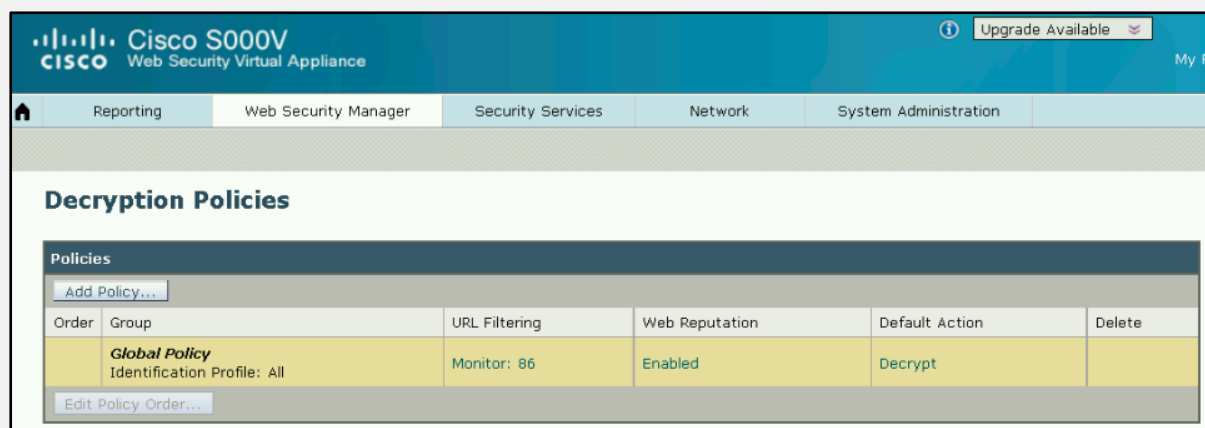 Cisco S000V
CISCO Web Security Virtual Appliance
Upgrade Available
My
Reporting Web Security Manager Security Services Network System Administration
Decryption Policies
Policies
Add Policy...
Order Group URL Filtering Web Reputation Default Action Delete
Global Policy
Identification Profile: All Monitor: 86 Enabled Decrypt
Edit Policy Order...